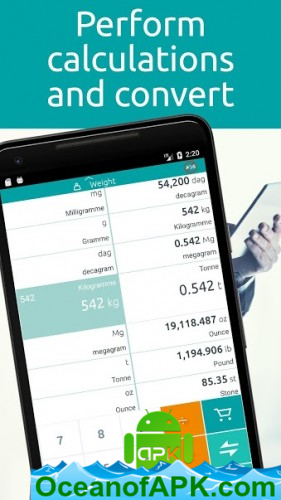 Perform
calculations
and convert
2:20
Weight
mg
Milligramme
g
Gramme
dag
decagram
542
Kilogramme
542 kg
Mg
megagram
t
Tonne
oz
Ounce
54,200 dag
decagram
542 kg
Kilogramme
0.542 Mg
megagram
Tonne
0.542 t
19,118.487 oz
Ounce
1,194.906 lb
Pound
85.35 st
Stone
7
8
APK
OceanofAPK.com